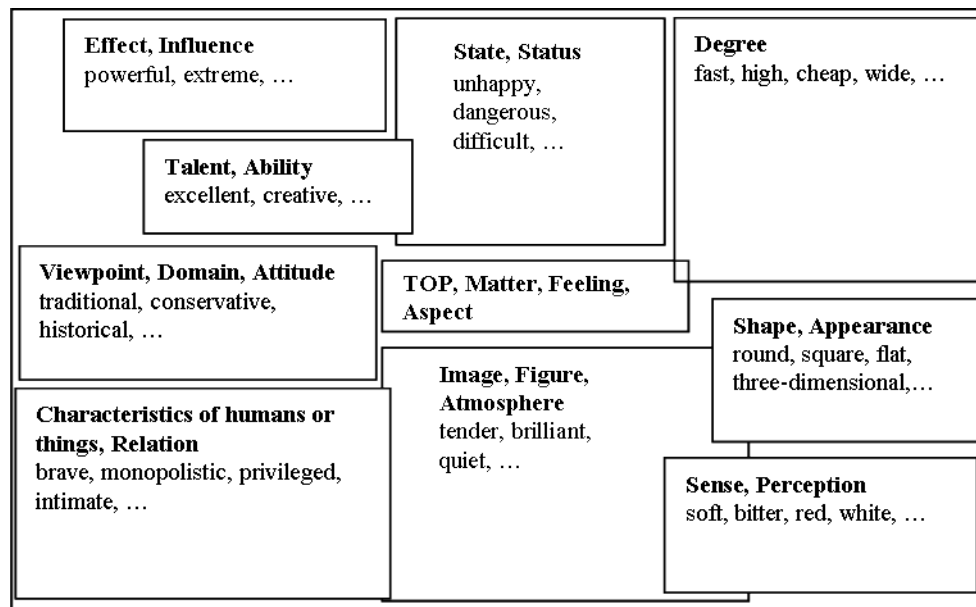 Effect, Influence
powerful, extreme, …
State, Status
unhappy,
dangerous,
difficult, …
Degree
fast, high, cheap, wide, …
Talent, Ability
excellent, creative, …
Viewpoint, Domain, Attitude
traditional, conservative,
historical, …
TOP, Matter, Feeling,
Aspect
Shape, Appearance
round, square, flat,
three-dimensional,…
Image, Figure,
Atmosphere
tender, brilliant,
quiet, …
Characteristics of humans or
things, Relation
brave, monopolistic, privileged,
intimate, …
Sense, Perception
soft, bitter, red, white, …